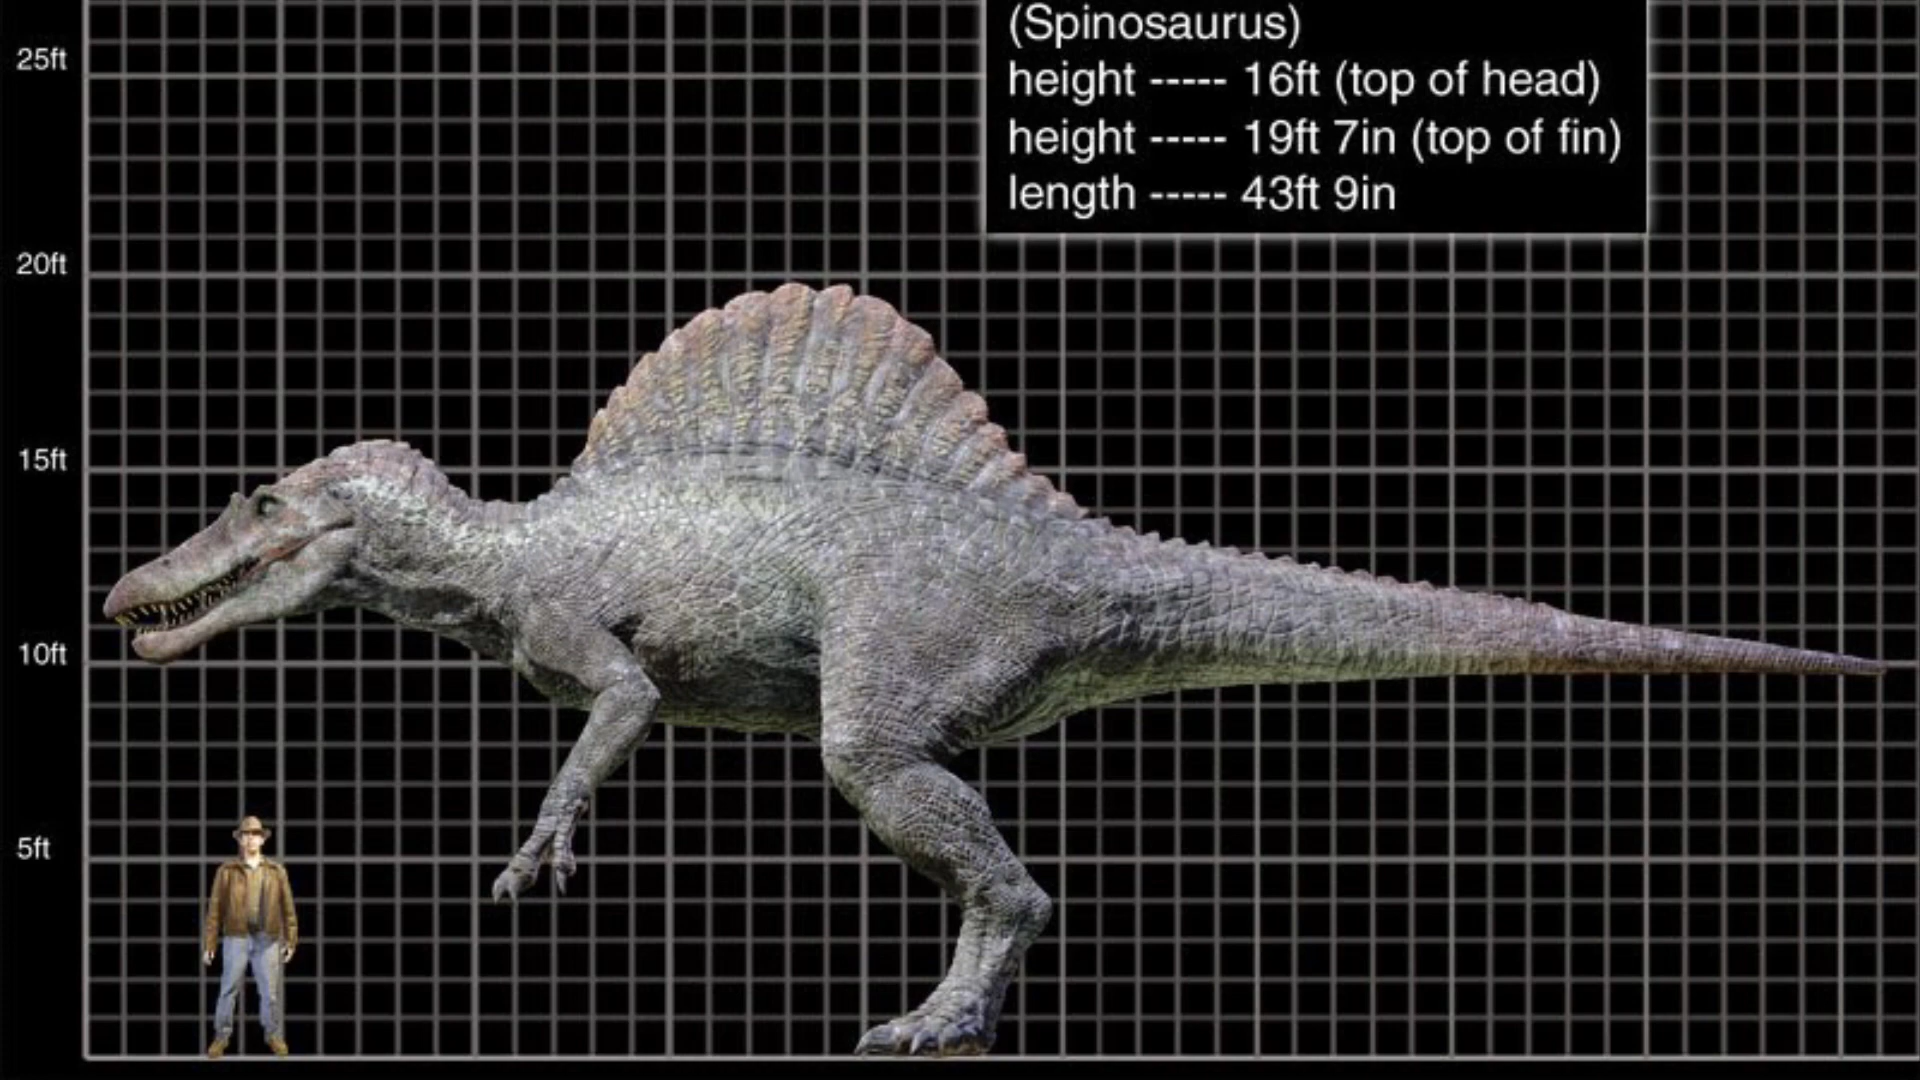 (Spinosaurus)
height ----- 16ft (top of head)
height ----- 19ft 7in (top of fin)
length ----- 43ft 9in
25ft
20ft
15ft
10ft
5ft